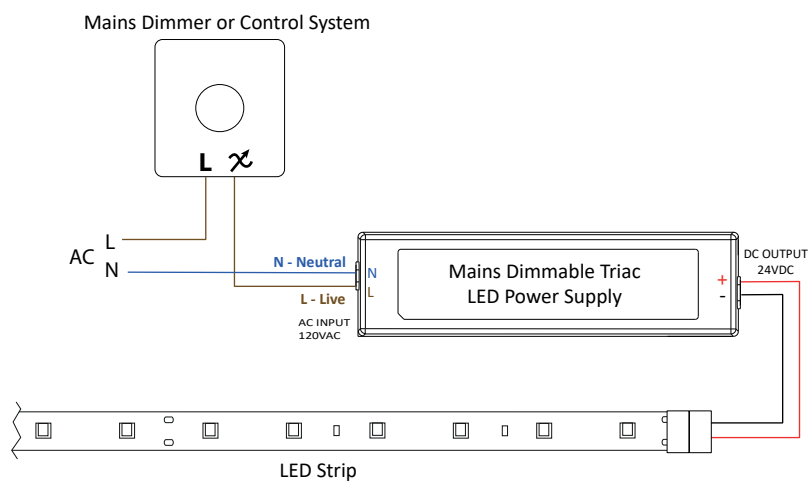 Mains Dimmer or Control System
L
L
AC
N
N - Neutral
L - Live
AC INPUT
120VAC
N
L
Mains Dimmable Triac
LED Power Supply
+
-
DC OUTPUT
24VDC
LED Strip